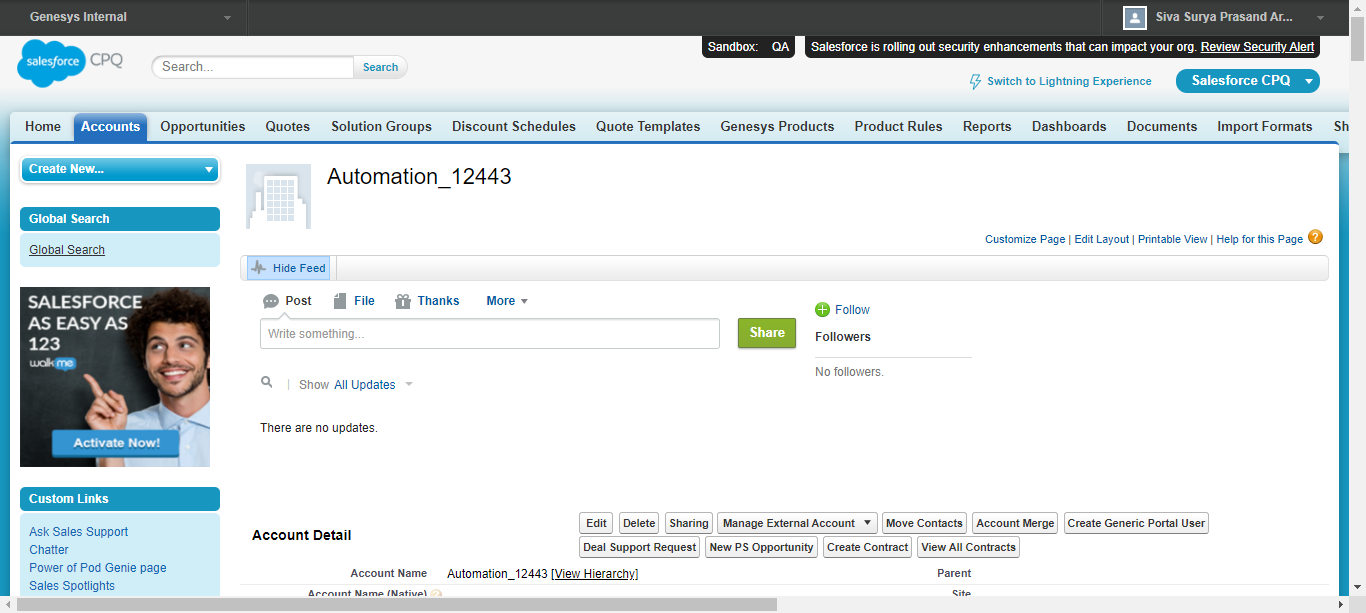 Genesys Internal
Siva Surya Prasand Ar...
Sandbox: QA
Salesforce is rolling out security enhancements that can impact your org. Review Security Alert
salesforce CPQ
Search...
Search
Switch to Lightning Experience
Salesforce CPQ
Home Accounts Opportunities Quotes Solution Groups Discount Schedules Quote Templates Genesys Products Product Rules Reports Dashboards Documents Import Formats Sh
Create New...
Automation_12443
Global Search
Global Search
Customize Page | Edit Layout | Printable View | Help for this Page ?
Hide Feed
SALESFORCE
AS EASY AS
123
walkme
Activate Now!
Post File Thanks More
Write something...
Share
Follow
Followers
No followers.
Show All Updates
There are no updates.
Custom Links
Ask Sales Support
Chatter
Power of Pod Genie page
Sales Spotlights
Account Detail
Edit Delete Sharing Manage External Account Move Contacts Account Merge Create Generic Portal User
Deal Support Request New PS Opportunity Create Contract View All Contracts
Account Name Automation_12443 [View Hierarchy] Parent
Account Name (Native) Site